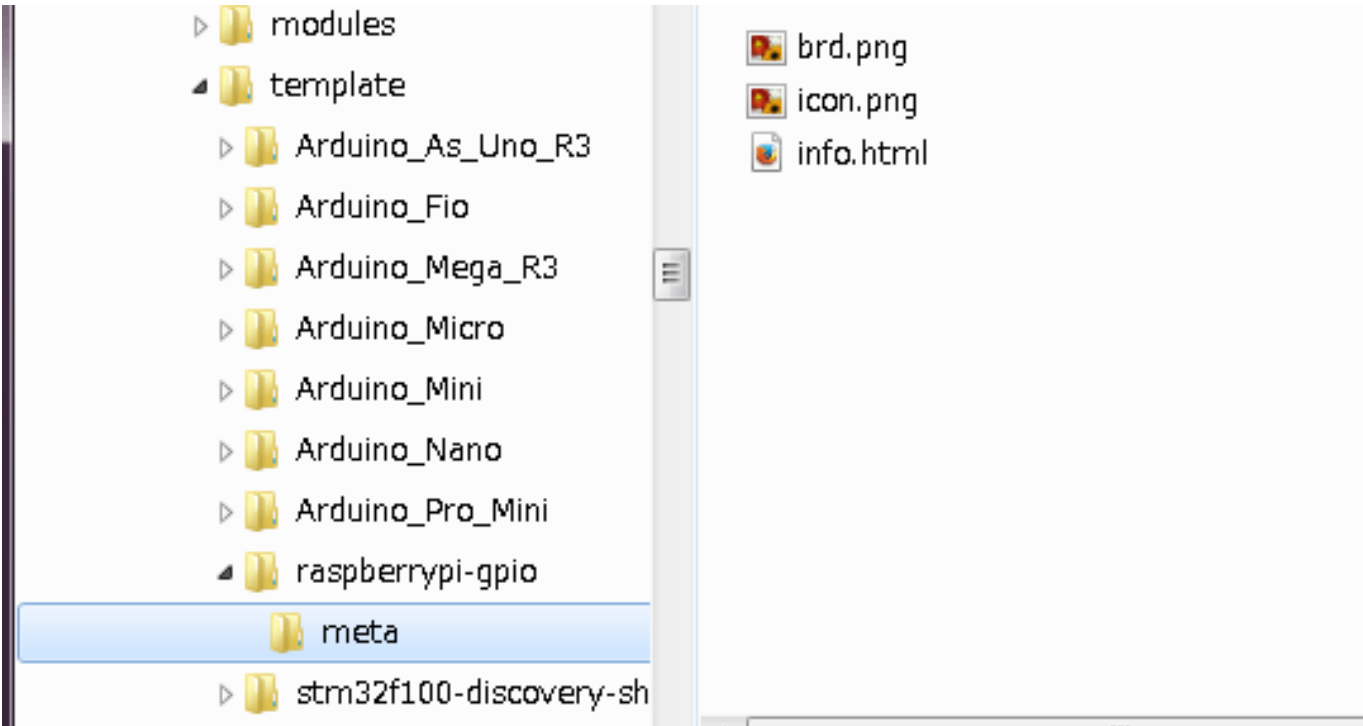 modules
template
Arduino_As_Uno_R3
Arduino_Fio
Arduino_Mega_R3
Arduino_Micro
Arduino_Mini
Arduino_Nano
Arduino_Pro_Mini
raspberrypi-gpio
meta
stm32f100-discovery-sh
brd.png
icon.png
info.html